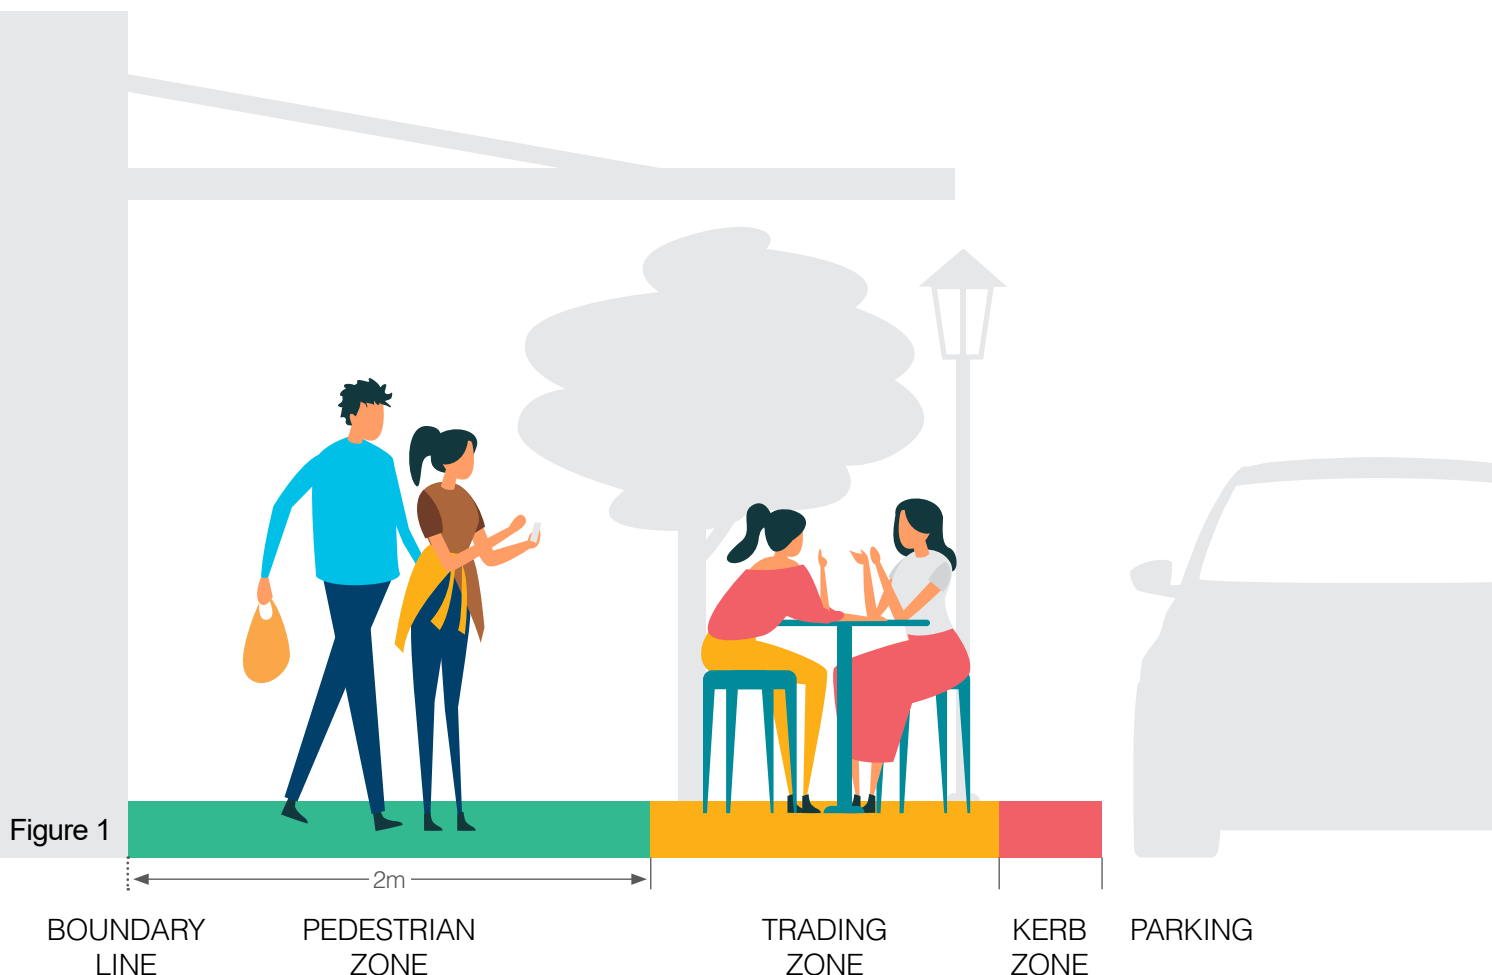 Figure 1
2m
BOUNDARY
LINE
PEDESTRIAN
ZONE
TRADING
ZONE
KERB
ZONE
PARKING